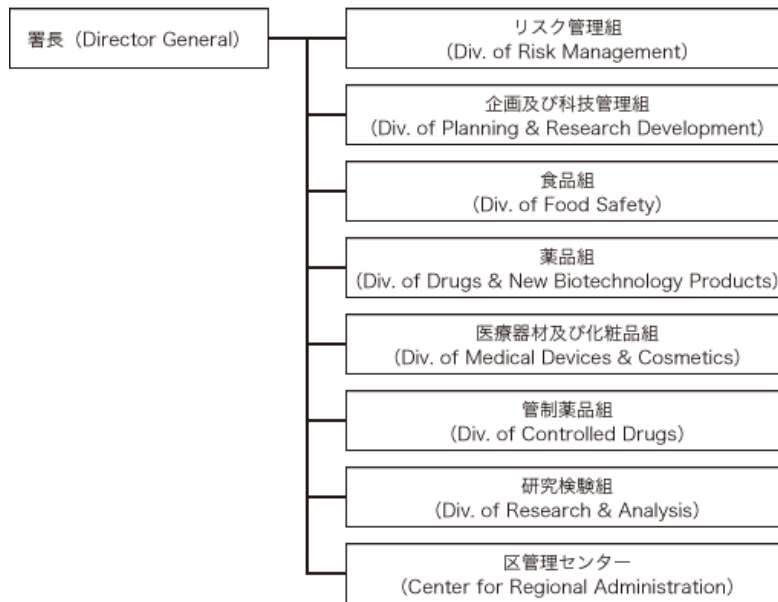 署長（Director General）
リスク管理組
（Div. of Risk Management）
企画及び科技管理組
（Div. of Planning & Research Development）
食品組
（Div. of Food Safety）
薬品組
（Div. of Drugs & New Biotechnology Products）
医療器材及び化粧品組
（Div. of Medical Devices & Cosmetics）
管制薬品組
（Div. of Controlled Drugs）
研究検験組
（Div. of Research & Analysis）
区管理センター
（Center for Regional Administration）